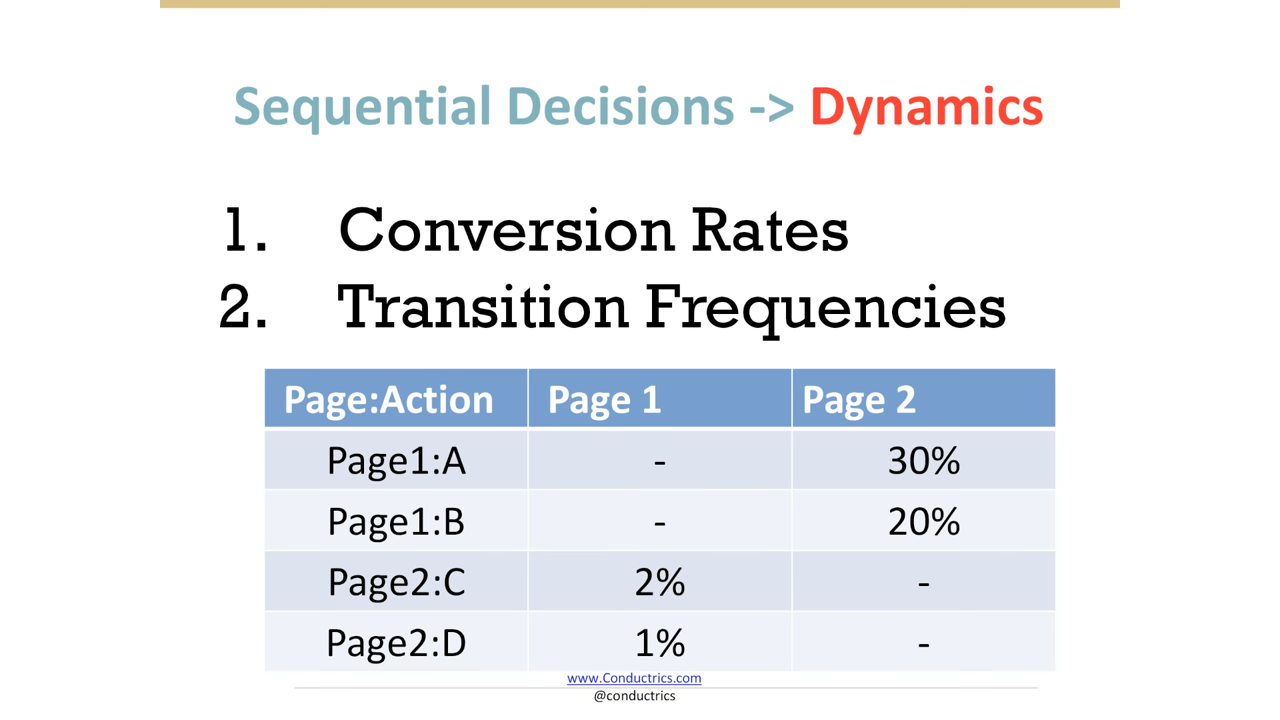 Sequential Decisions -> Dynamics
1. Conversion Rates
2. Transition Frequencies
Page:Action Page 1 Page 2
Page1:A - 30%
Page1:B - 20%
Page2:C 2% -
Page2:D 1% -
www.Conductrics.com
@conductrics